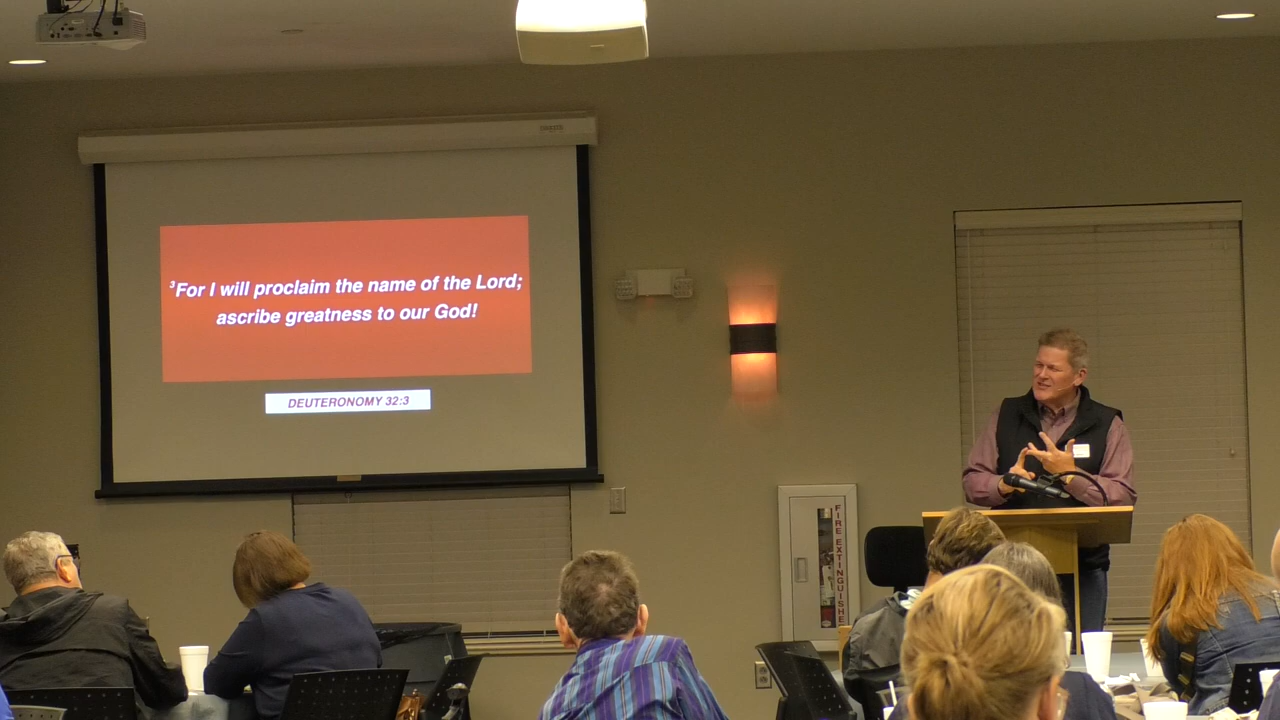 ³For I will proclaim the name of the Lord;
ascribe greatness to our God!
DEUTERONOMY 32:3
FIRE EXTINGUISHER